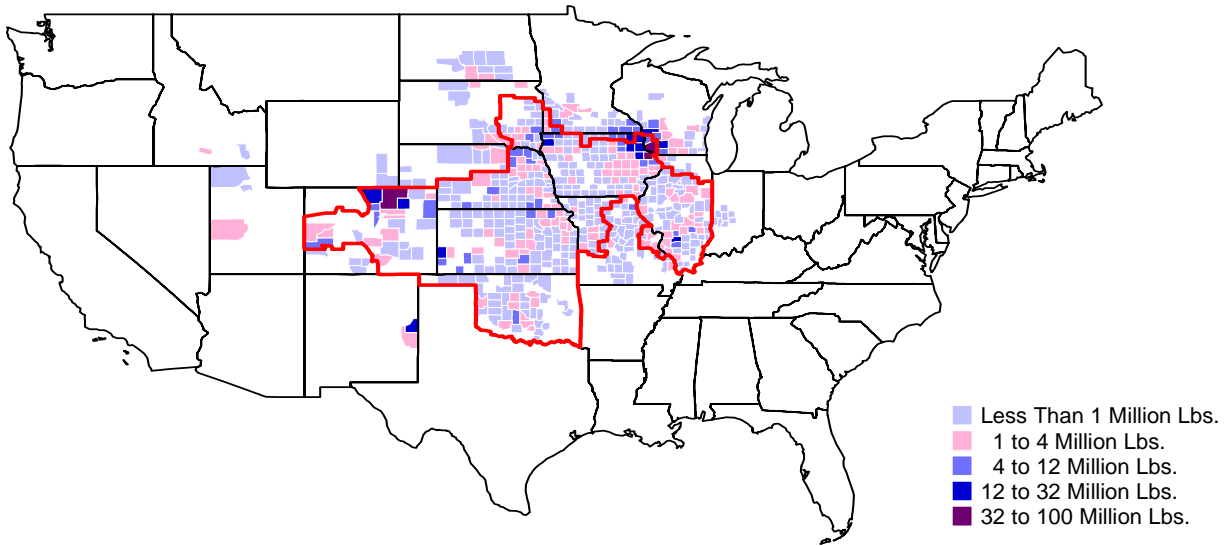 Less Than 1 Million Lbs.
1 to 4 Million Lbs.
4 to 12 Million Lbs.
12 to 32 Million Lbs.
32 to 100 Million Lbs.